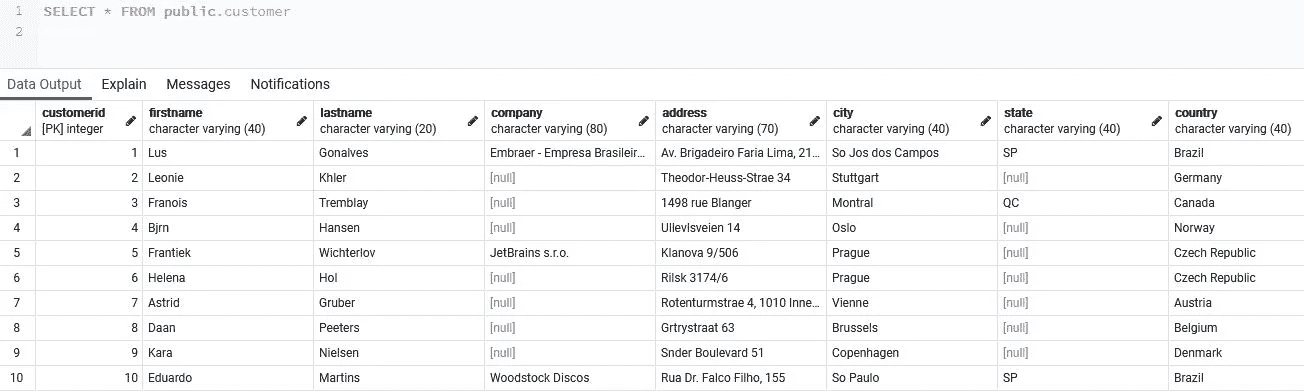 1 SELECT * FROM public.customer
2
Data Output Explain Messages Notifications
customerid firstname lastname company address city state country
[PK] integer character varying (40) character varying (20) character varying (80) character varying (70) character varying (40) character varying (40) character varying (40)
1 1 Lus Gonalves Embraer - Empresa Brasileir... Av. Brigadeiro Faria Lima, 21... So Jos dos Campos SP Brazil
2 2 Leonie Khler [null] Theodor-Heuss-Strae 34 Stuttgart [null] Germany
3 3 Franois Tremblay [null] 1498 rue Blanger Montral QC Canada
4 4 Bjrn Hansen [null] Ullevlsveien 14 Oslo [null] Norway
5 5 Frantiek Wichterlov JetBrains s.r.o. Klanova 9/506 Prague [null] Czech Republic
6 6 Helena Hol [null] Rilsk 3174/6 Prague [null] Czech Republic
7 7 Astrid Gruber [null] Rotenturmstrae 4, 1010 Inne... Vienne [null] Austria
8 8 Daan Peeters [null] Grtrystraat 63 Brussels [null] Belgium
9 9 Kara Nielsen [null] Snder Boulevard 51 Copenhagen [null] Denmark
10 10 Eduardo Martins Woodstock Discos Rua Dr. Falco Filho, 155 So Paulo SP Brazil